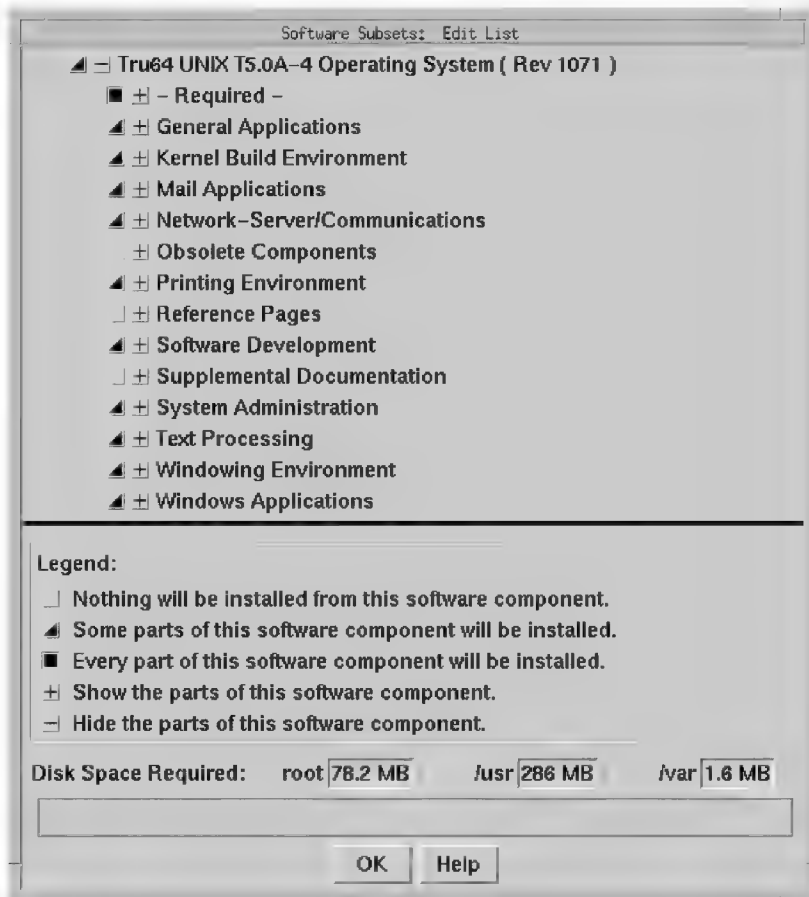 Software Subsets: Edit List
Tru64 UNIX T5.0A-4 Operating System ( Rev 1071 )
- Required -
General Applications
Kernel Build Environment
Mail Applications
Network-Server/Communications
Obsolete Components
Printing Environment
Reference Pages
Software Development
Supplemental Documentation
System Administration
Text Processing
Windowing Environment
Windows Applications
Legend:
Nothing will be installed from this software component.
Some parts of this software component will be installed.
Every part of this software component will be installed.
Show the parts of this software component.
Hide the parts of this software component.
Disk Space Required: root 78.2 MB /usr 286 MB /var 1.6 MB
OK Help